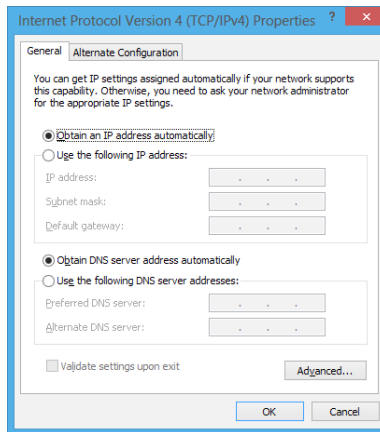 Internet Protocol Version 4 (TCP/IPv4) Properties ? ×
General Alternate Configuration
You can get IP settings assigned automatically if your network supports
this capability. Otherwise, you need to ask your network administrator
for the appropriate IP settings.
Obtain an IP address automatically
Use the following IP address:
IP address: . . .
Subnet mask: . . .
Default gateway: . . .
Obtain DNS server address automatically
Use the following DNS server addresses:
Preferred DNS server: . . .
Alternate DNS server: . . .
Validate settings upon exit
Advanced...
OK Cancel